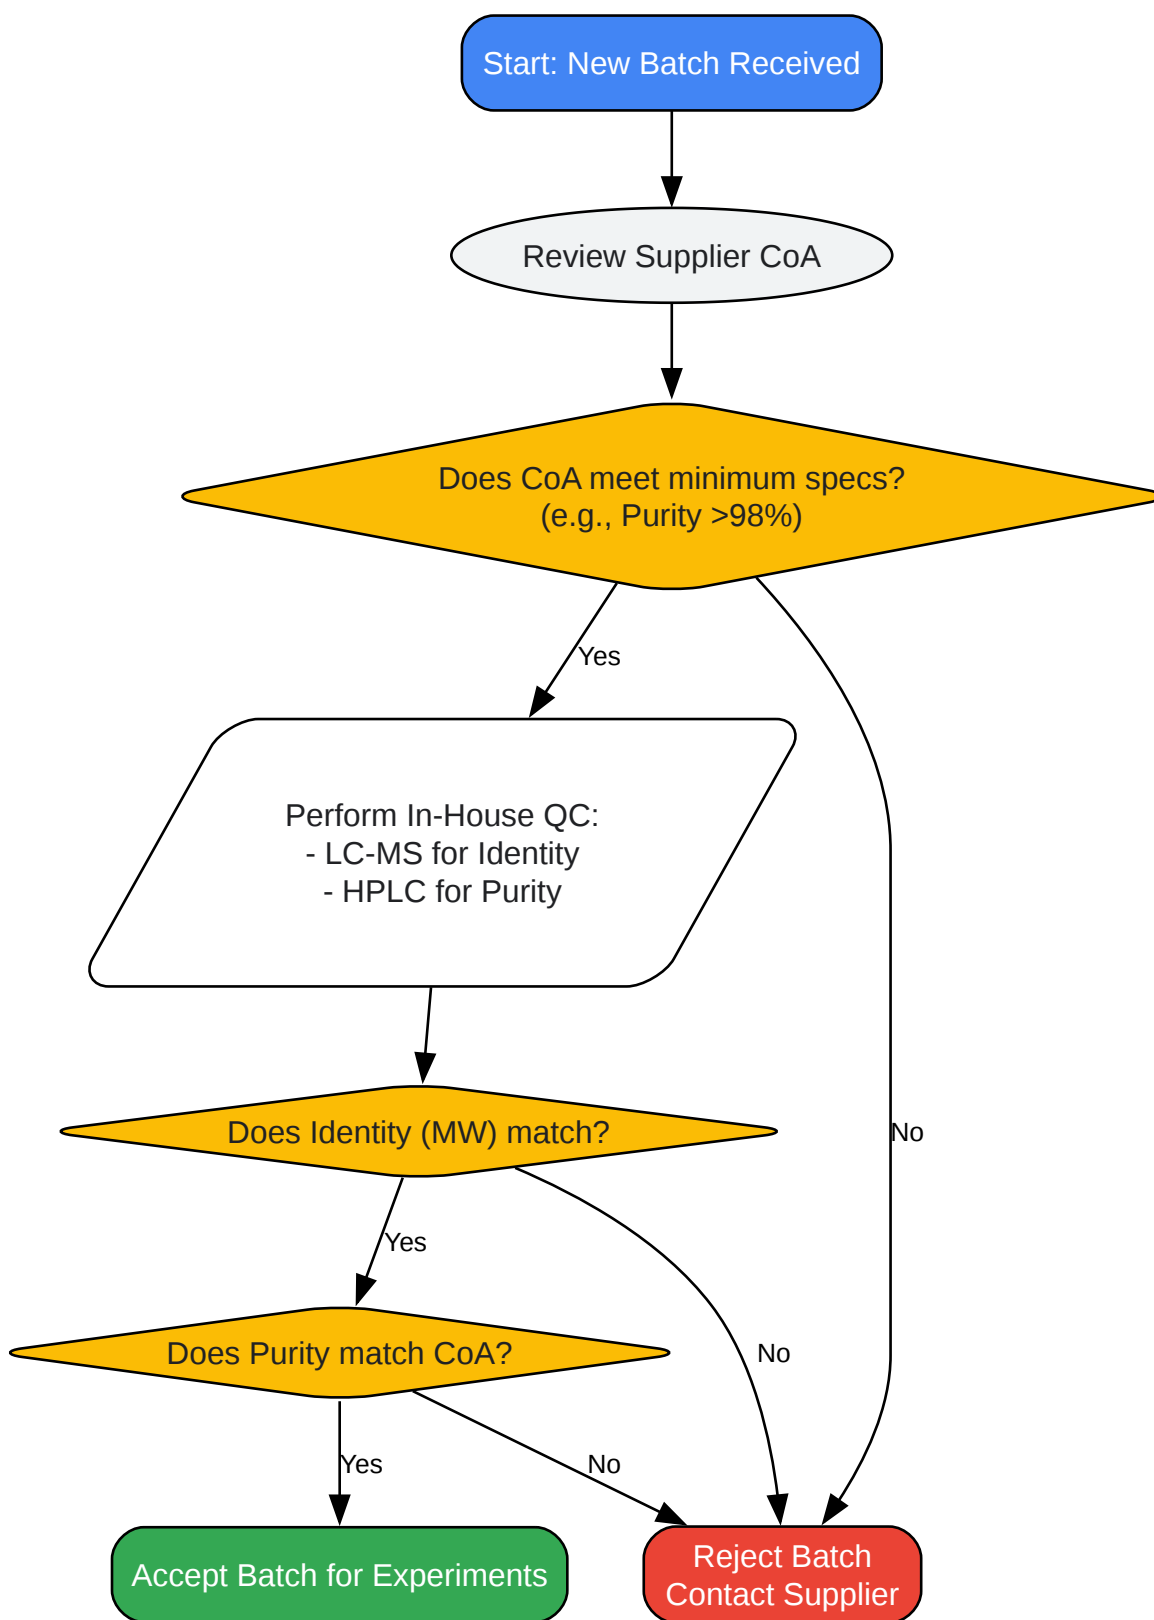 Start: New Batch Received
Review Supplier CoA
Does CoA meet minimum specs?
(e.g., Purity >98%)
Yes
Perform In-House QC:
- LC-MS for Identity
- HPLC for Purity
Does Identity (MW) match?
No
Yes
Does Purity match CoA?
No
Yes
No
Accept Batch for Experiments
Reject Batch
Contact Supplier